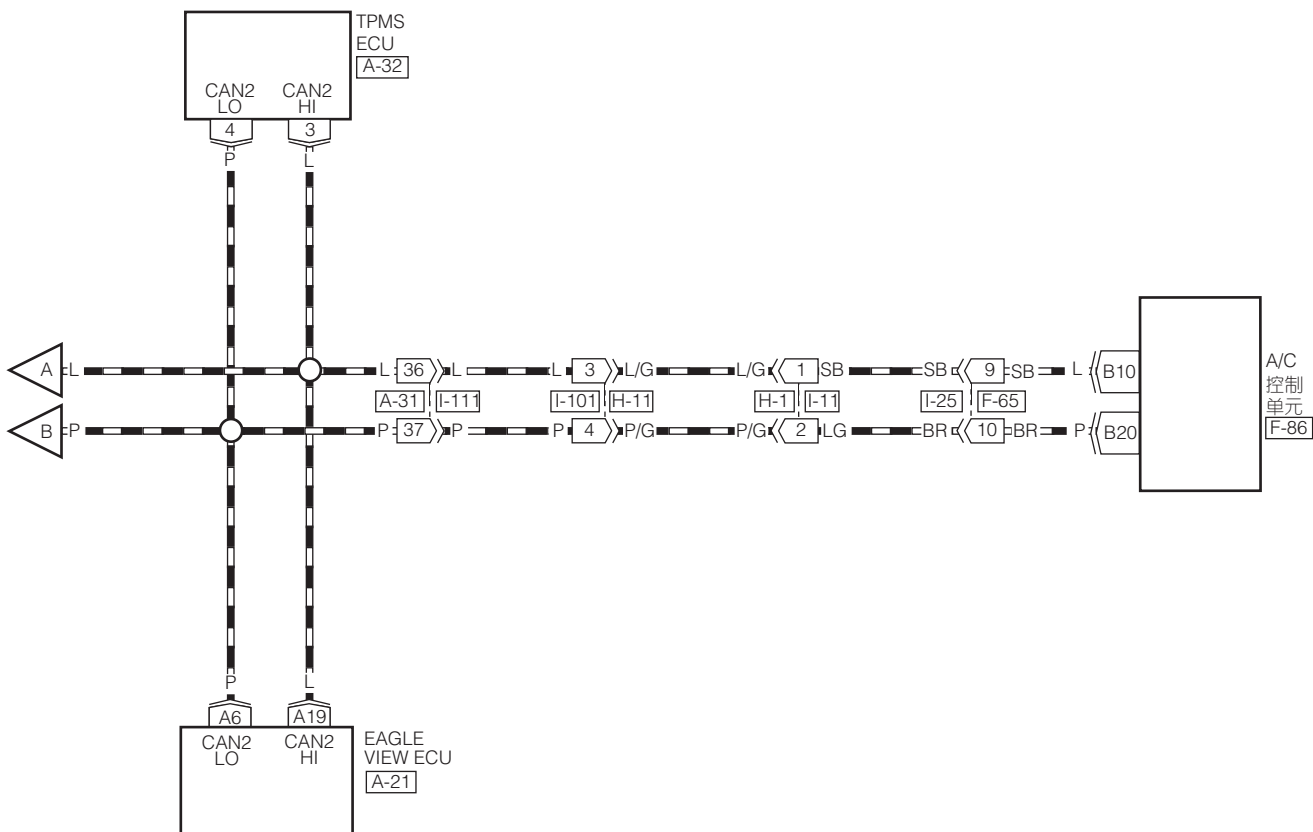 TPMS
ECU
A-32
CAN2 CAN2
LO HI
4 3
P L
A L L 36 L L 3 L/G L/G 1 SB SB 9 SB L B10
A-31 I-111 I-101 H-11 H-1 I-11 I-25 F-65
B P P 37 P P 4 P/G P/G 2 LG BR 10 BR P B20
A/C
控制
单元
F-86
P L
A6 A19
CAN2 CAN2
LO HI
EAGLE
VIEW ECU
A-21